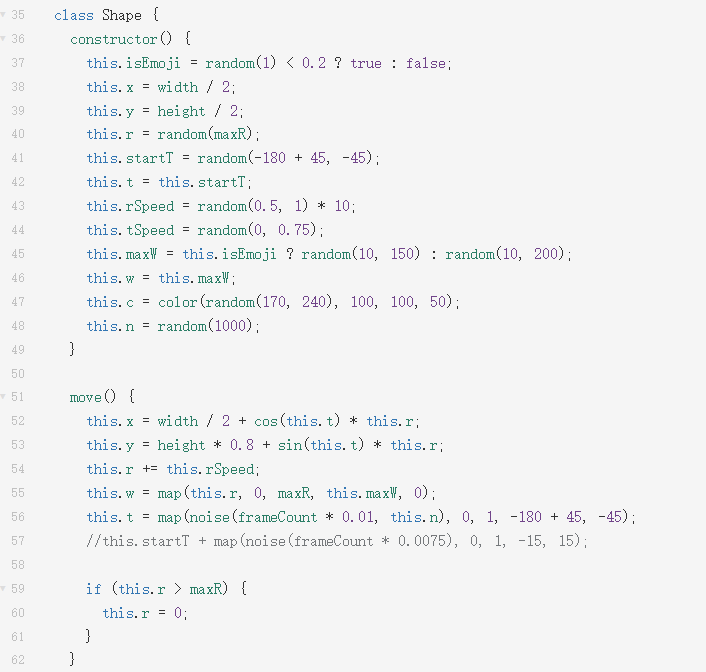 35 class Shape {
36   constructor() {
37     this.isEmoji = random(1) < 0.2 ? true : false;
38     this.x = width / 2;
39     this.y = height / 2;
40     this.r = random(maxR);
41     this.startT = random(-180 + 45, -45);
42     this.t = this.startT;
43     this.rSpeed = random(0.5, 1) * 10;
44     this.tSpeed = random(0, 0.75);
45     this.maxW = this.isEmoji ? random(10, 150) : random(10, 200);
46     this.w = this.maxW;
47     this.c = color(random(170, 240), 100, 100, 50);
48     this.n = random(1000);
49   }
50
51   move() {
52     this.x = width / 2 + cos(this.t) * this.r;
53     this.y = height * 0.8 + sin(this.t) * this.r;
54     this.r += this.rSpeed;
55     this.w = map(this.r, 0, maxR, this.maxW, 0);
56     this.t = map(noise(frameCount * 0.01, this.n), 0, 1, -180 + 45, -45);
57     //this.startT + map(noise(frameCount * 0.0075), 0, 1, -15, 15);
58
59     if (this.r > maxR) {
60       this.r = 0;
61     }
62   }